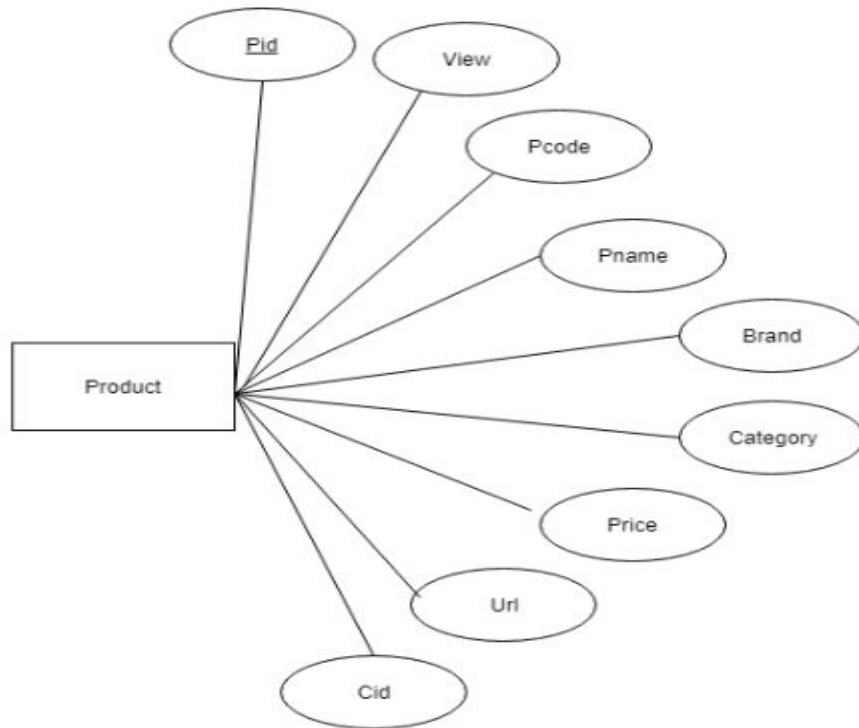 Pid
View
Pcode
Pname
Brand
Product
Category
Price
Url
Cid